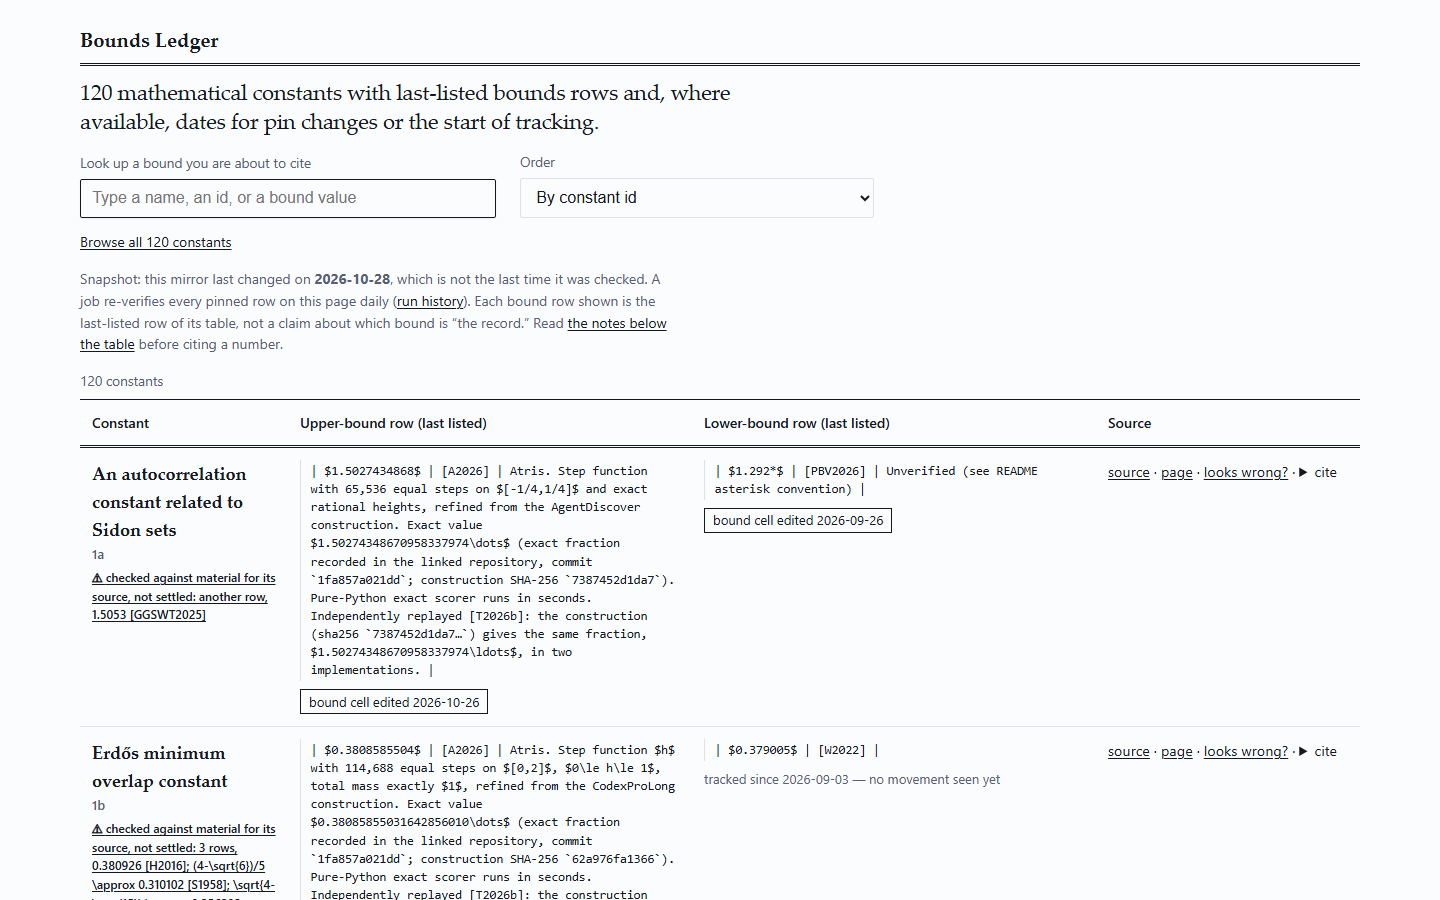 Bounds Ledger
120 mathematical constants with last-listed bounds rows and, where
available, dates for pin changes or the start of tracking.
Look up a bound you are about to cite
Order
Type a name, an id, or a bound value
By constant id
Browse all 120 constants
Snapshot: this mirror last changed on 2026-10-28, which is not the last time it was checked. A
job re-verifies every pinned row on this page daily (run history). Each bound row shown is the
last-listed row of its table, not a claim about which bound is “the record.” Read the notes below
the table before citing a number.
120 constants
Constant
Upper-bound row (last listed)
Lower-bound row (last listed)
Source
An autocorrelation
constant related to
Sidon sets
1a
⚠ checked against material for its
source, not settled: another row,
1.5053 [GGSWT2025]
| $1.5027434868$ | [A2026] | Atris. Step function
with 65,536 equal steps on $[-1/4,1/4]$ and exact
rational heights, refined from the AgentDiscover
construction. Exact value
$1.50274348670958337974\dots$ (exact fraction
recorded in the linked repository, commit
`1fa857a021dd`; construction SHA-256 `7387452d1da7`).
Pure-Python exact scorer runs in seconds.
Independently replayed [T2026b]: the construction
(sha256 `7387452d1da7…`) gives the same fraction,
$1.50274348670958337974\ldots$, in two
implementations. |
bound cell edited 2026-10-26
| $1.292*$ | [PBV2026] | Unverified (see README
asterisk convention) |
bound cell edited 2026-09-26
source · page · looks wrong? · ▶ cite
Erdős minimum
overlap constant
1b
⚠ checked against material for its
source, not settled: 3 rows,
0.380926 [H2016]; (4-\sqrt{6})/5
\approx 0.310102 [S1958]; \sqrt{4-
| $0.3808585504$ | [A2026] | Atris. Step function $h$
with 114,688 equal steps on $[0,2]$, $0\le h\le 1$,
total mass exactly $1$, refined from the CodexProLong
construction. Exact value
$0.38085855031642856010\dots$ (exact fraction
recorded in the linked repository, commit
`1fa857a021dd`; construction SHA-256 `62a976fa1366`).
Pure-Python exact scorer runs in seconds.
Independently replayed [T2026b]: the construction
| $0.379005$ | [W2022] |
tracked since 2026-09-03 — no movement seen yet
source · page · looks wrong? · ▶ cite